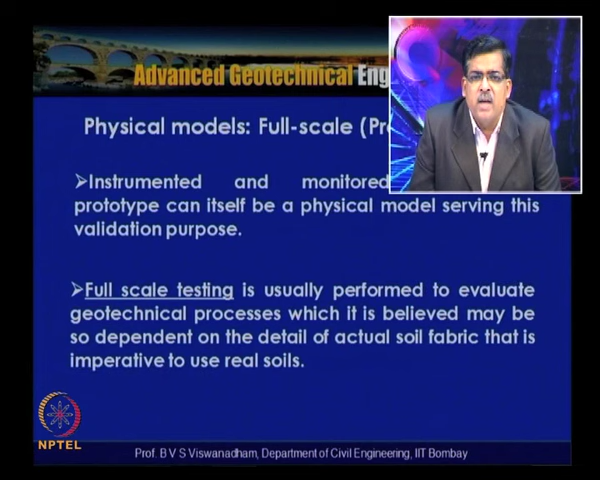 Advanced Geotechnical Eng
Physical models: Full-scale (Pr
➢Instrumented and monitored
prototype can itself be a physical model serving this
validation purpose.
➢Full scale testing is usually performed to evaluate
geotechnical processes which it is believed may be
so dependent on the detail of actual soil fabric that is
imperative to use real soils.
NPTEL
Prof. B V S Viswanadham, Department of Civil Engineering, IIT Bombay